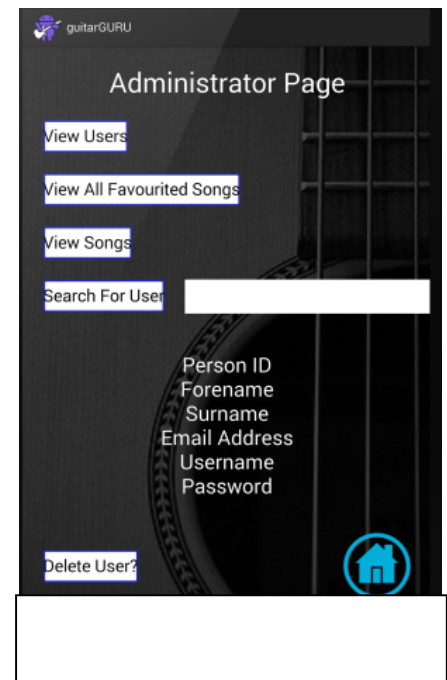 guitarGURU
Administrator Page
View Users
View All Favourited Songs
View Songs
Search For User
Person ID
Forename
Surname
Email Address
Username
Password
Delete User?